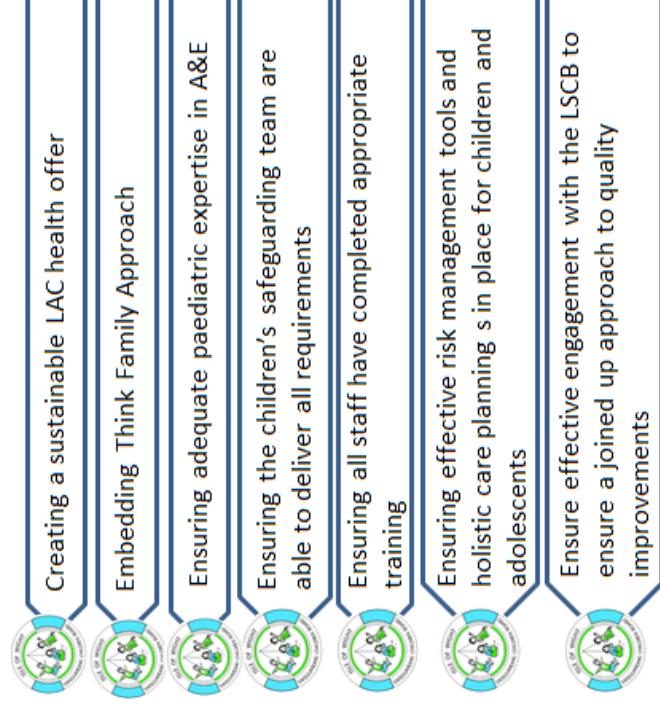 Creating a sustainable LAC health offer
Embedding Think Family Approach
Ensuring adequate paediatric expertise in A&E
Ensuring the children's safeguarding team are
able to deliver all requirements
Ensuring all staff have completed appropriate
training
Ensuring effective risk management tools and
holistic care planning s in place for children and
adolescents
Ensure effective engagement with the LSCB to
ensure a joined up approach to quality
improvements